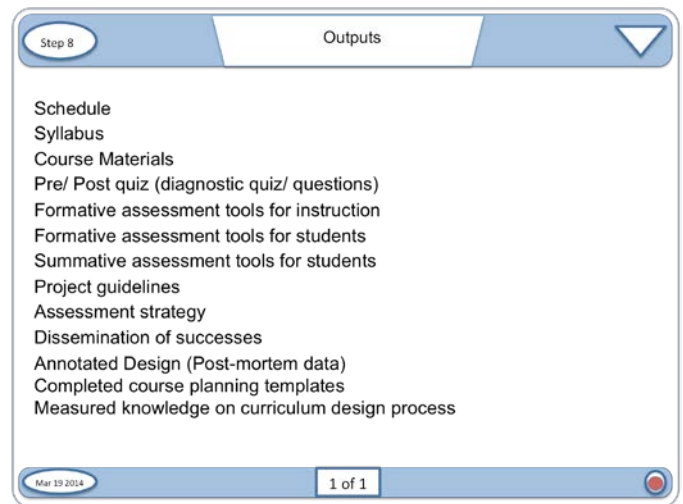 Step 8
Outputs
Schedule
Syllabus
Course Materials
Pre/ Post quiz (diagnostic quiz/ questions)
Formative assessment tools for instruction
Formative assessment tools for students
Summative assessment tools for students
Project guidelines
Assessment strategy
Dissemination of successes
Annotated Design (Post-mortem data)
Completed course planning templates
Measured knowledge on curriculum design process
Mar 19 2014
1 of 1